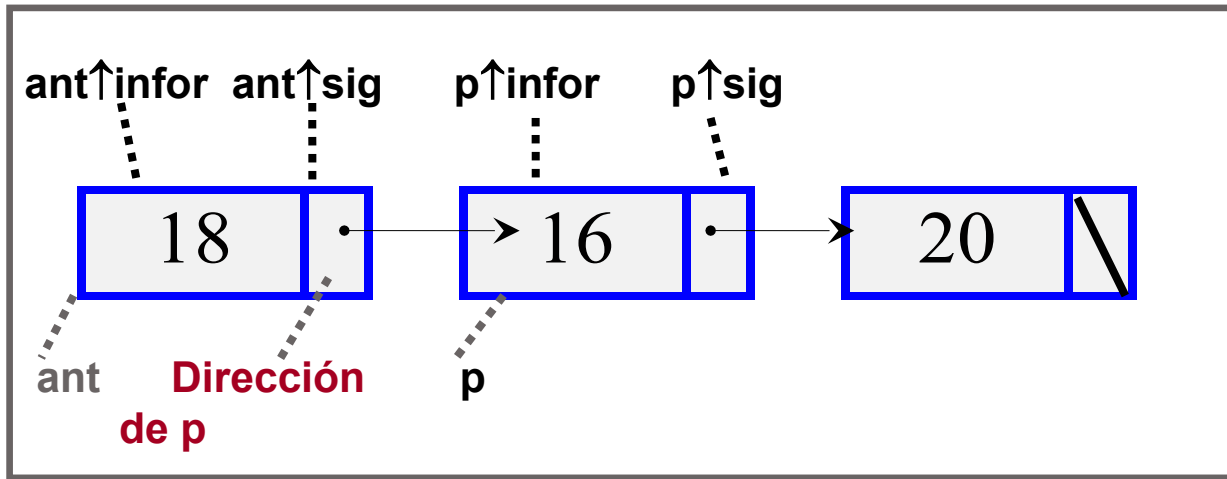 ant↑infor ant↑sig p↑infor p↑sig
18 16 20
ant Dirección p
de p